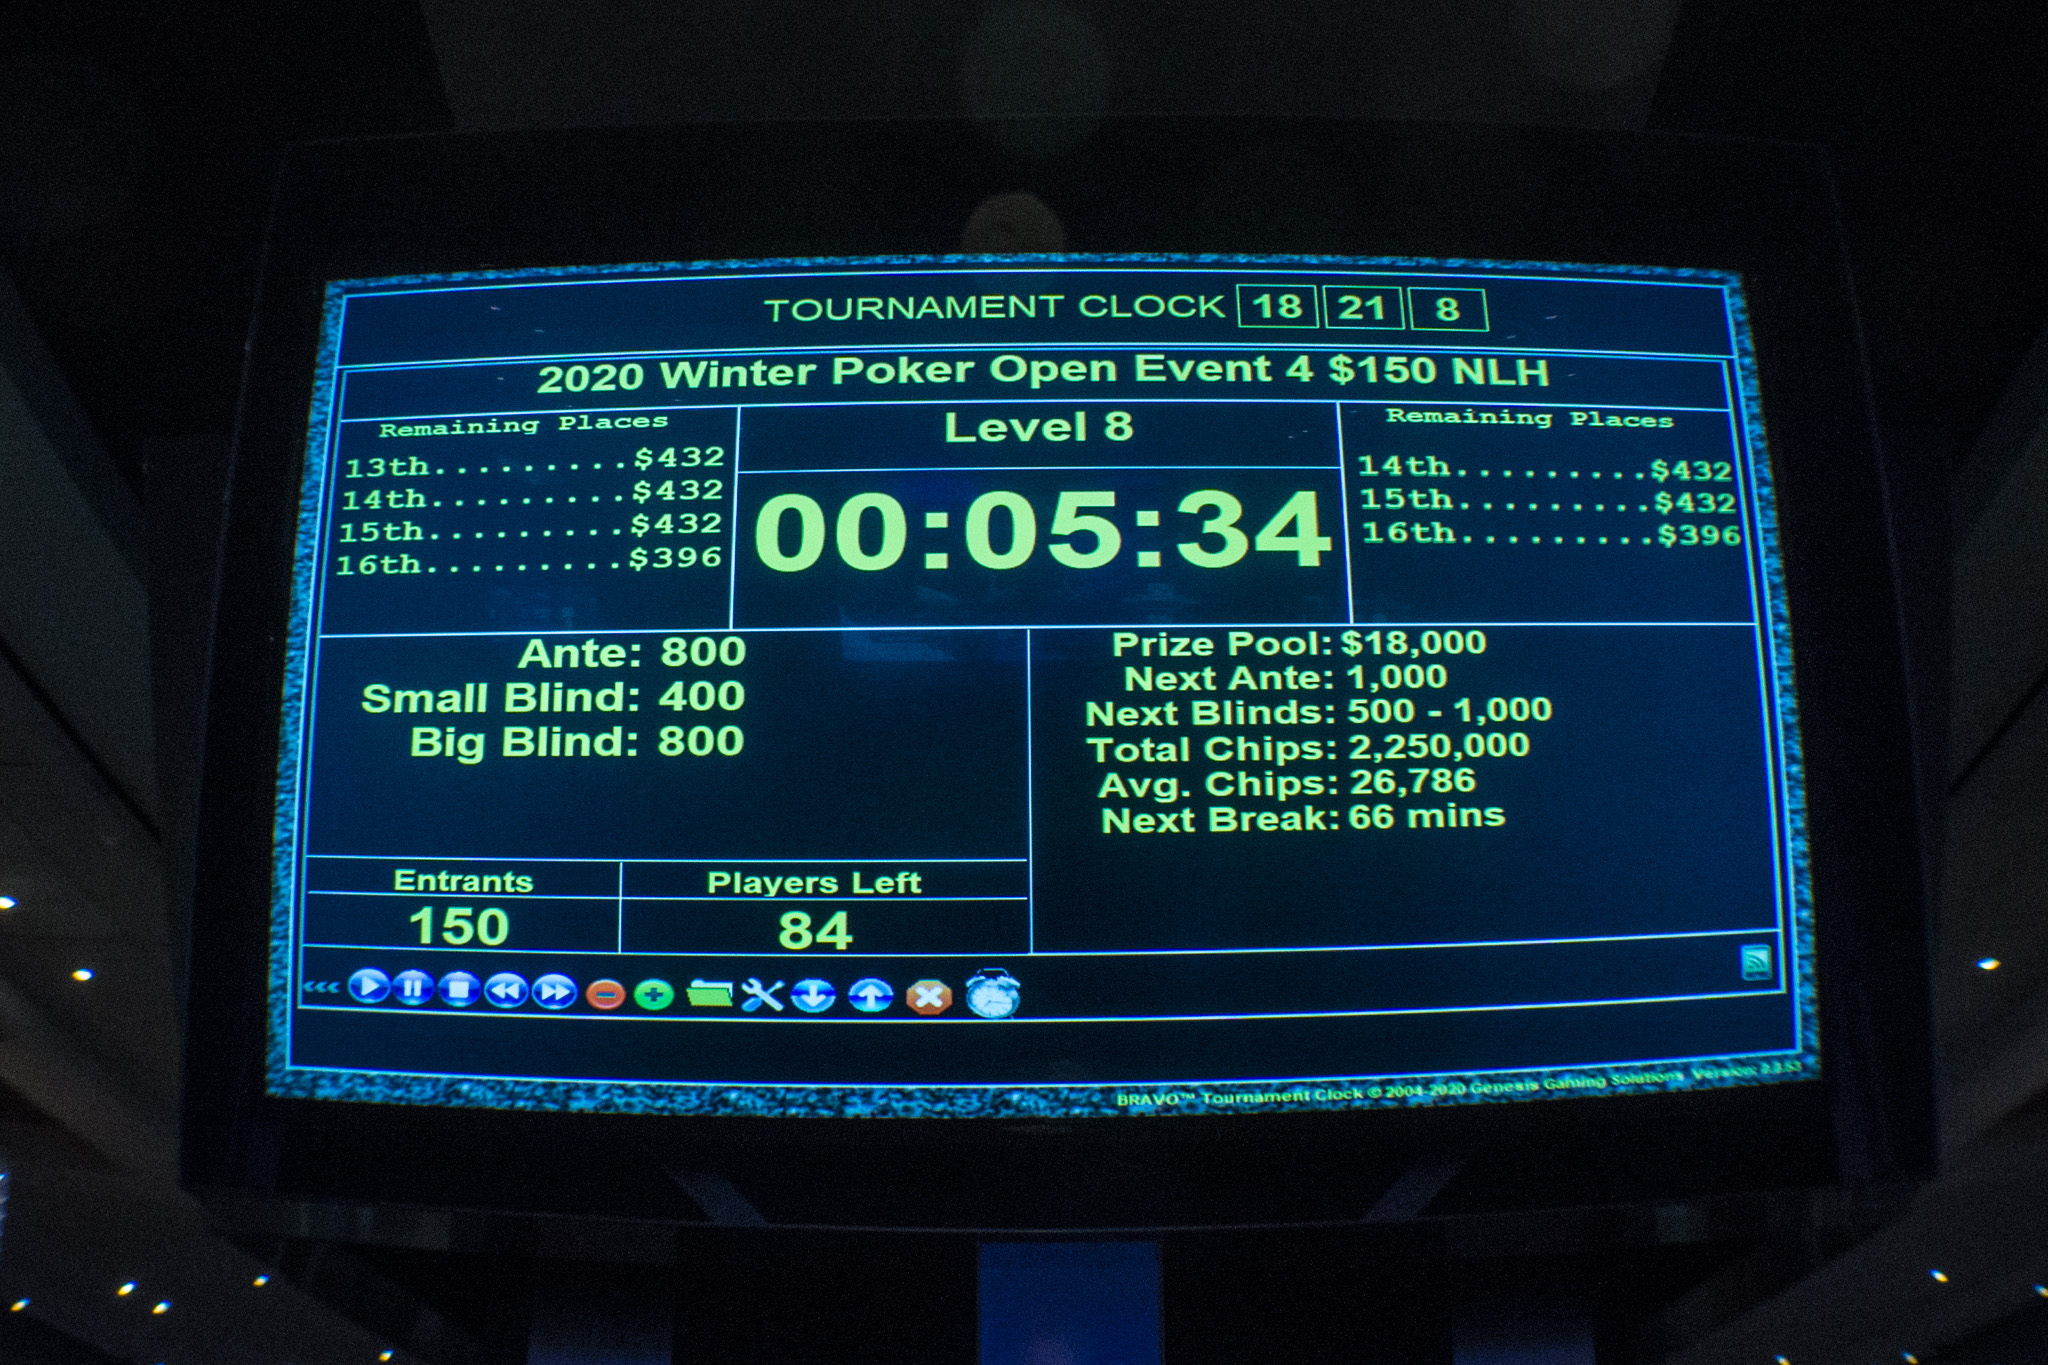 TOURNAMENT CLOCK 18 21 8
2020 Winter Poker Open Event 4 $150 NLH
Remaining Places
13th.........$432
14th.........$432
15th.........$432
16th.........$396
Level 8
00:05:34
Remaining Places
14th.........$432
15th.........$432
16th.........$396
Ante: 800
Small Blind: 400
Big Blind: 800
Prize Pool: $18,000
Next Ante: 1,000
Next Blinds: 500 - 1,000
Total Chips: 2,250,000
Avg. Chips: 26,786
Next Break: 66 mins
Entrants
150
Players Left
84
<<<
BRAVO™ Tournament Clock © 2004-2020 Genesis Gaming Solutions, Version: